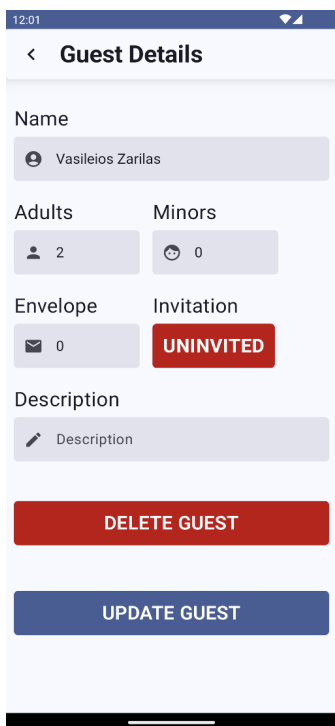 12:01
Guest Details
Name
Vasileios Zarilas
Adults Minors
2 0
Envelope Invitation
0 UNINVITED
Description
Description
DELETE GUEST
UPDATE GUEST